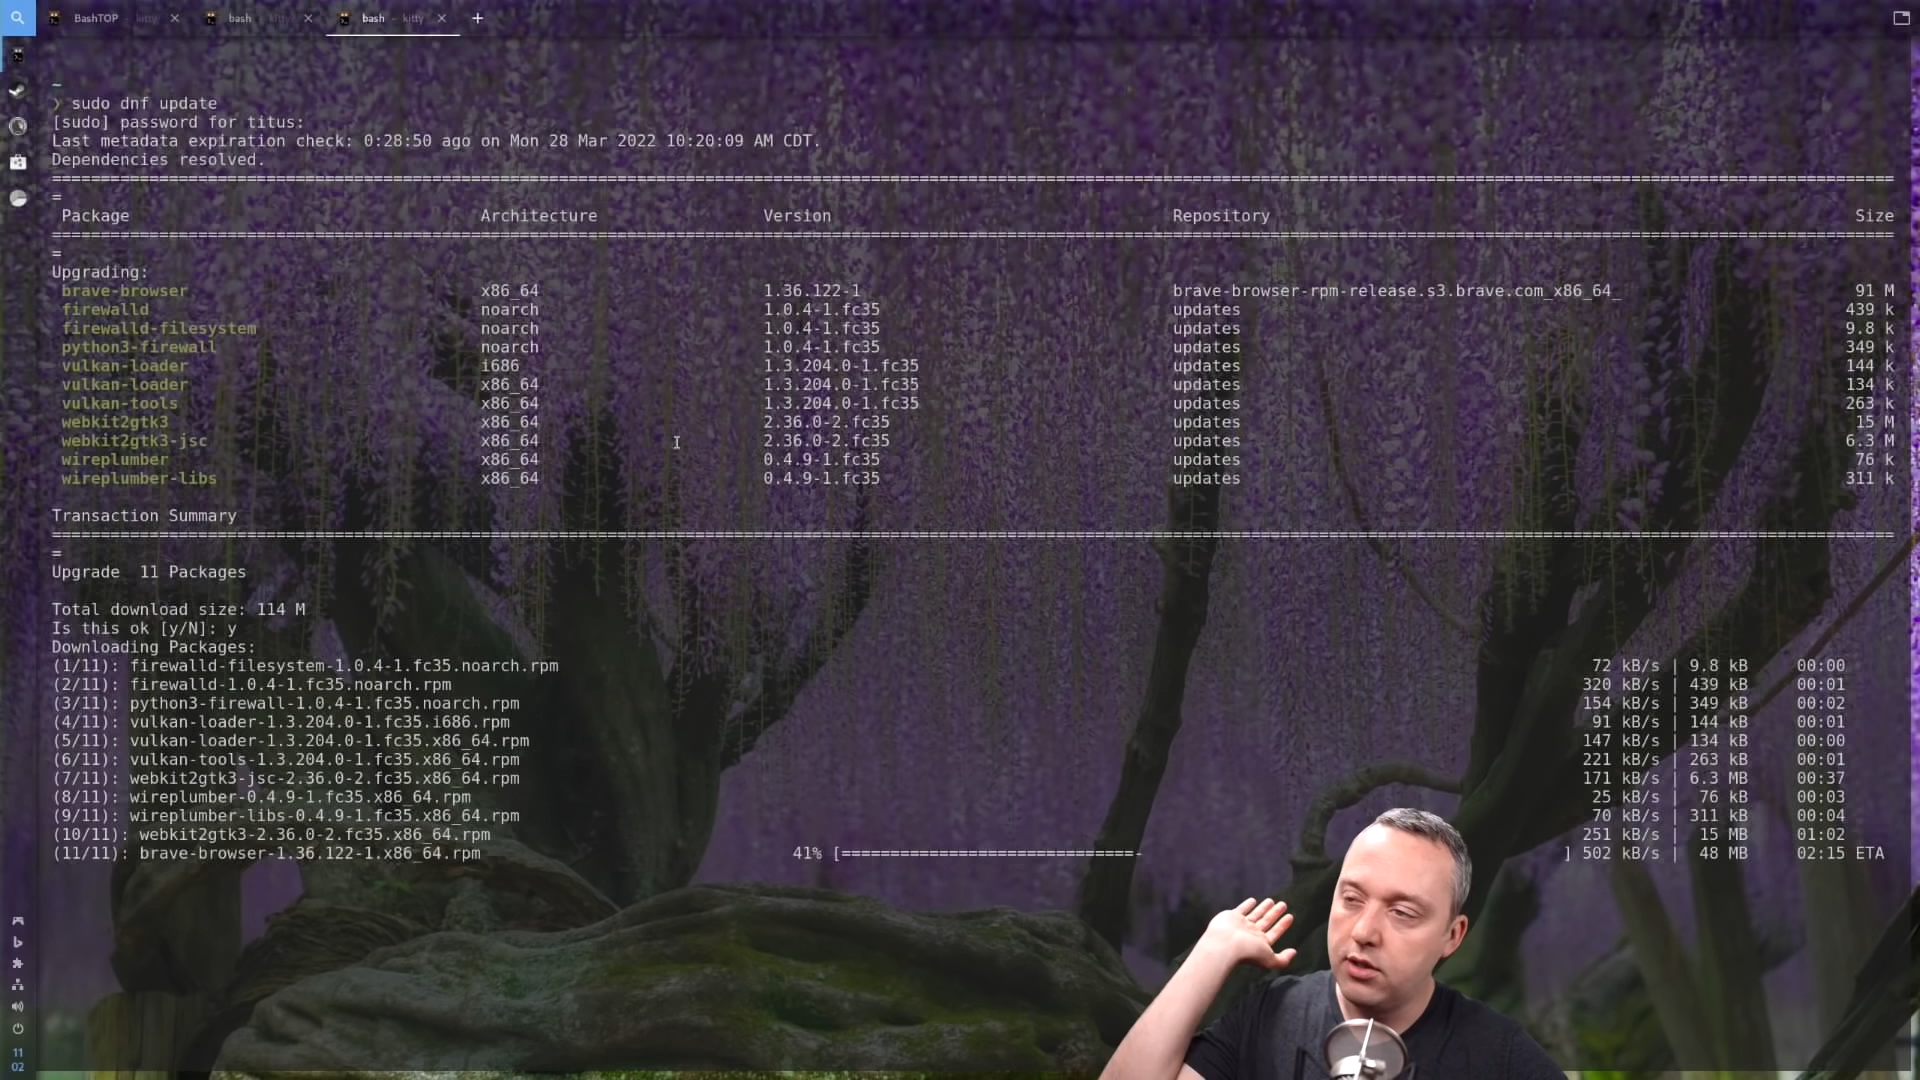 BashTOP - kitty
bash - kitty
bash - kitty
~
❯ sudo dnf update
[sudo] password for titus:
Last metadata expiration check: 0:28:50 ago on Mon 28 Mar 2022 10:20:09 AM CDT.
Dependencies resolved.
=
Package Architecture Version Repository Size
=
Upgrading:
brave-browser x86_64 1.36.122-1 brave-browser-rpm-release.s3.brave.com_x86_64_ 91 M
firewalld noarch 1.0.4-1.fc35 updates 439 k
firewalld-filesystem noarch 1.0.4-1.fc35 updates 9.8 k
python3-firewall noarch 1.0.4-1.fc35 updates 349 k
vulkan-loader i686 1.3.204.0-1.fc35 updates 144 k
vulkan-loader x86_64 1.3.204.0-1.fc35 updates 134 k
vulkan-tools x86_64 1.3.204.0-1.fc35 updates 263 k
webkit2gtk3 x86_64 2.36.0-2.fc35 updates 15 M
webkit2gtk3-jsc x86_64 2.36.0-2.fc35 updates 6.3 M
wireplumber x86_64 0.4.9-1.fc35 updates 76 k
wireplumber-libs x86_64 0.4.9-1.fc35 updates 311 k
Transaction Summary
=
Upgrade 11 Packages
Total download size: 114 M
Is this ok [y/N]: y
Downloading Packages:
(1/11): firewalld-filesystem-1.0.4-1.fc35.noarch.rpm 72 kB/s | 9.8 kB 00:00
(2/11): firewalld-1.0.4-1.fc35.noarch.rpm 320 kB/s | 439 kB 00:01
(3/11): python3-firewall-1.0.4-1.fc35.noarch.rpm 154 kB/s | 349 kB 00:02
(4/11): vulkan-loader-1.3.204.0-1.fc35.i686.rpm 91 kB/s | 144 kB 00:01
(5/11): vulkan-loader-1.3.204.0-1.fc35.x86_64.rpm 147 kB/s | 134 kB 00:00
(6/11): vulkan-tools-1.3.204.0-1.fc35.x86_64.rpm 221 kB/s | 263 kB 00:01
(7/11): webkit2gtk3-jsc-2.36.0-2.fc35.x86_64.rpm 171 kB/s | 6.3 MB 00:37
(8/11): wireplumber-0.4.9-1.fc35.x86_64.rpm 25 kB/s | 76 kB 00:03
(9/11): wireplumber-libs-0.4.9-1.fc35.x86_64.rpm 70 kB/s | 311 kB 00:04
(10/11): webkit2gtk3-2.36.0-2.fc35.x86_64.rpm 251 kB/s | 15 MB 01:02
(11/11): brave-browser-1.36.122-1.x86_64.rpm 41% [==============================- ] 502 kB/s | 48 MB 02:15 ETA
11
02